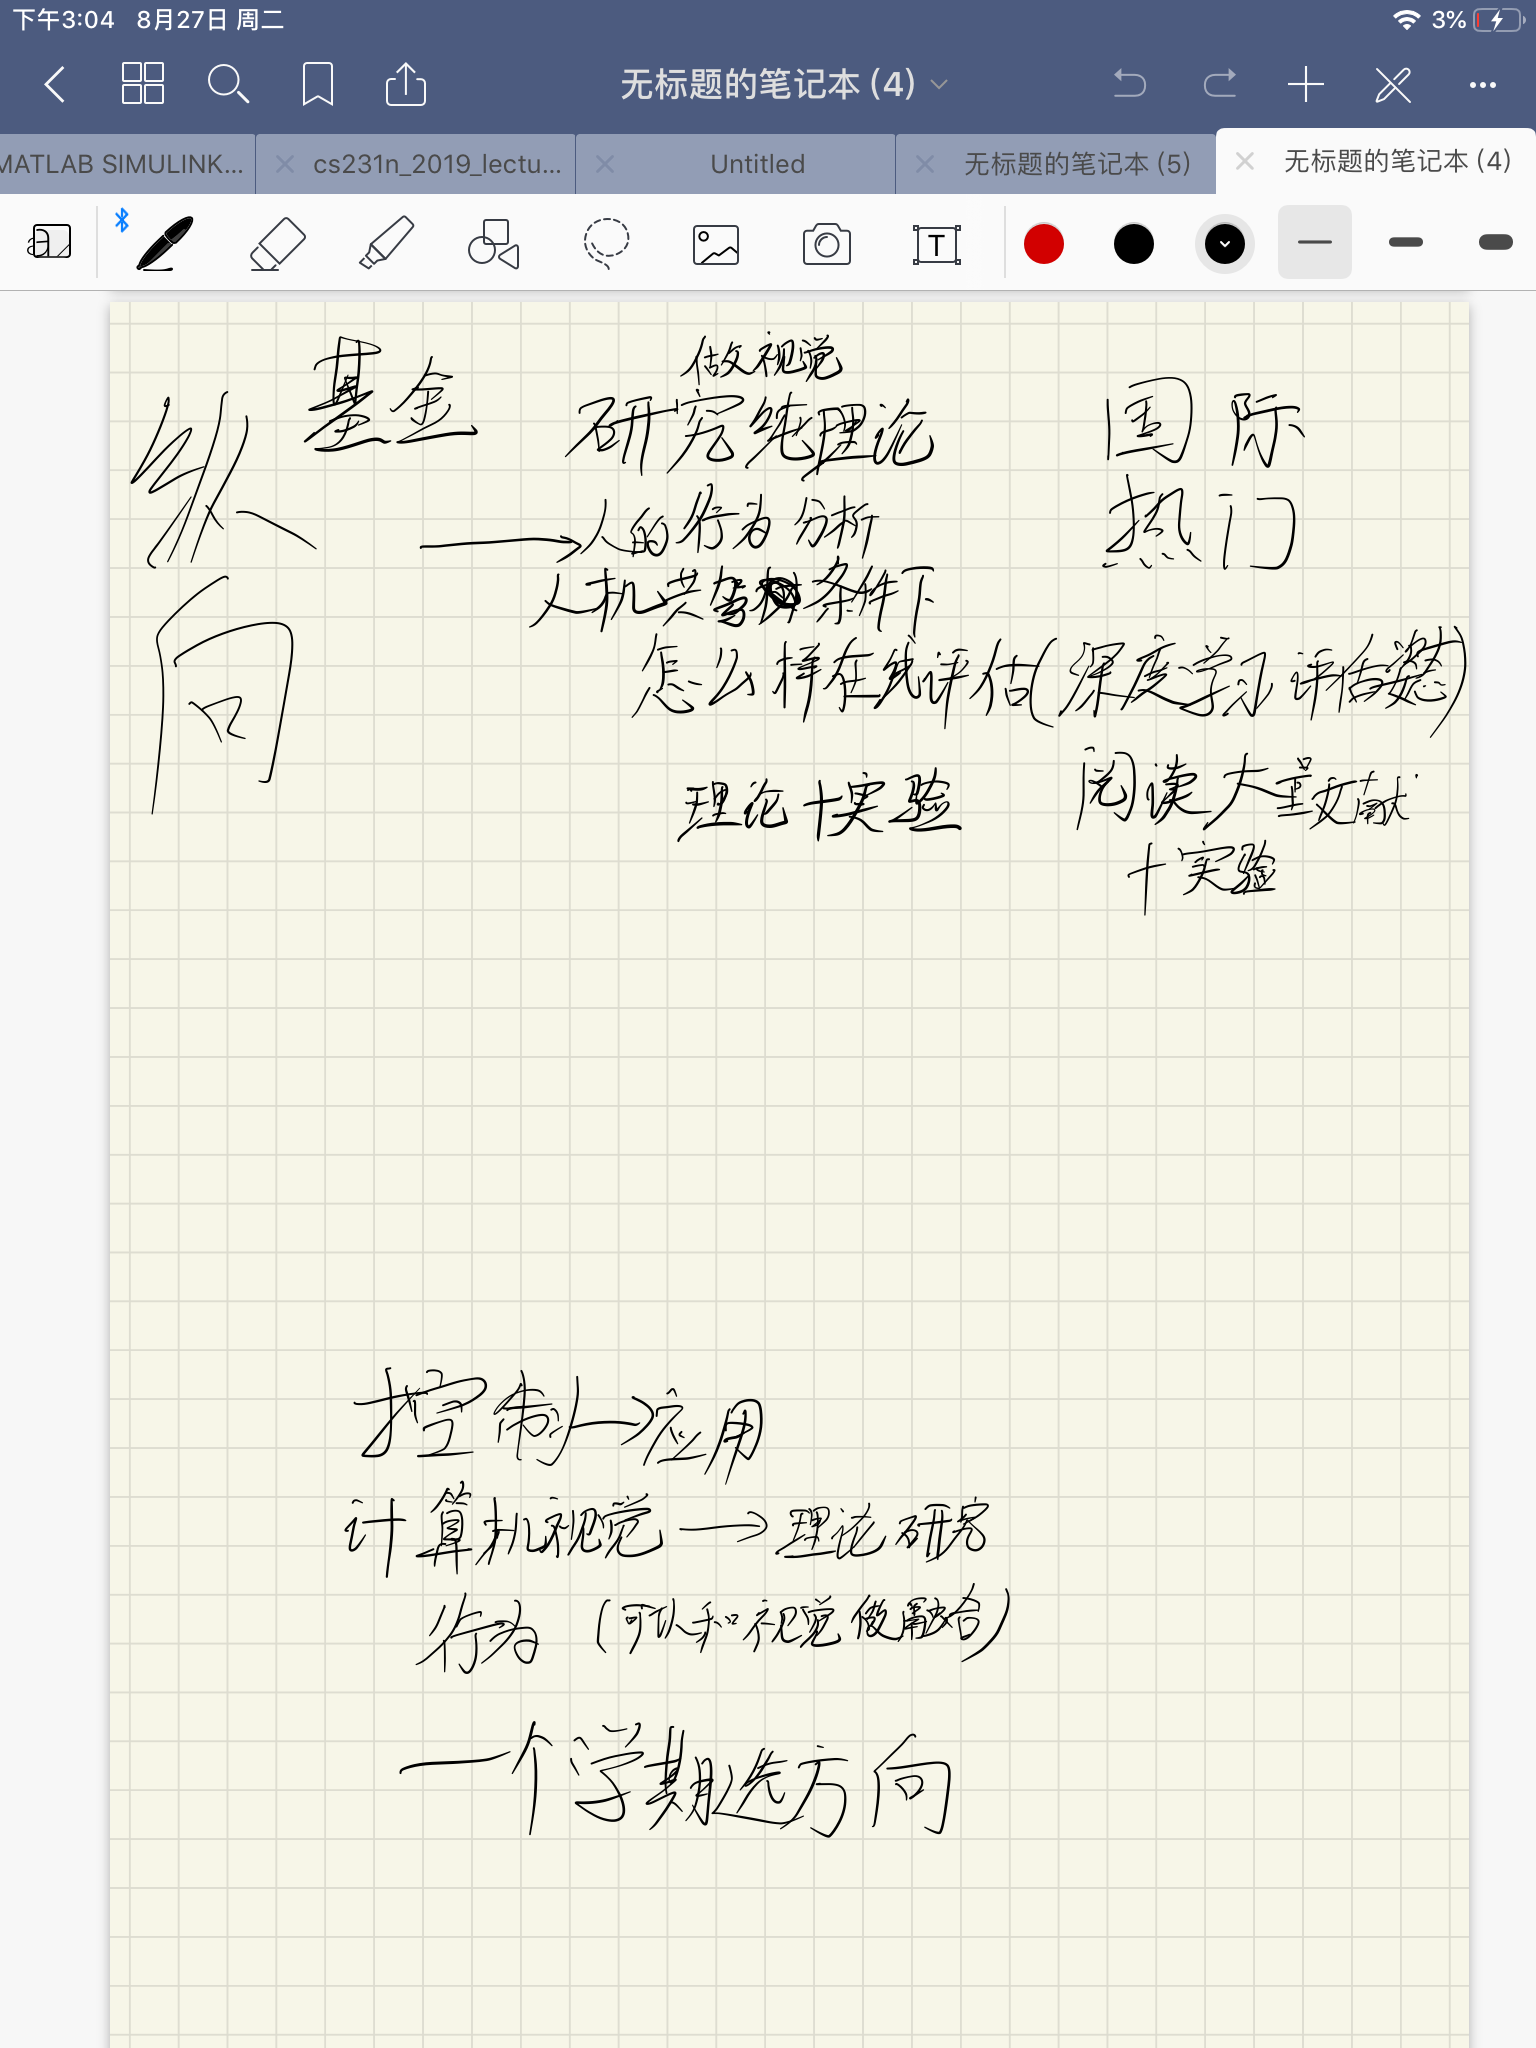 下午3:04 8月27日 周二 3%
无标题的笔记本 (4)
MATLAB SIMULINK... cs231n_2019_lectu... Untitled 无标题的笔记本 (5) 无标题的笔记本 (4)
T
做视觉
纵向 基金 研究纯理论 国际
人的行为分析 热门
人机共驾 条件下
怎么样在线评估(深度学习评估姿态)
理论+实验 阅读大量文献
+实验
控制→应用
计算机视觉→理论研究
行为 (可以和视觉做融合)
一个学期选方向